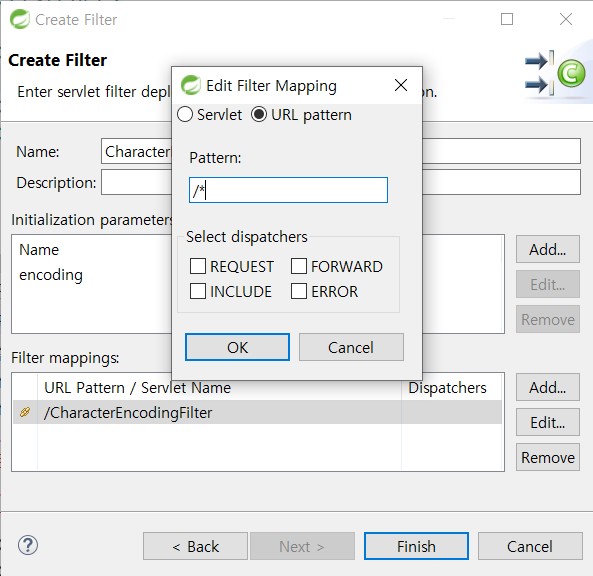 Create Filter
Create Filter
Enter servlet filter depl
on.
Edit Filter Mapping
Servlet
URL pattern
Pattern:
/*
Select dispatchers
REQUEST
FORWARD
INCLUDE
ERROR
OK
Cancel
Name:
Character
Description:
Initialization parameters
Name
encoding
Add...
Edit...
Remove
Filter mappings:
URL Pattern / Servlet Name
Dispatchers
/CharacterEncodingFilter
Add...
Edit...
Remove
?
< Back
Next >
Finish
Cancel